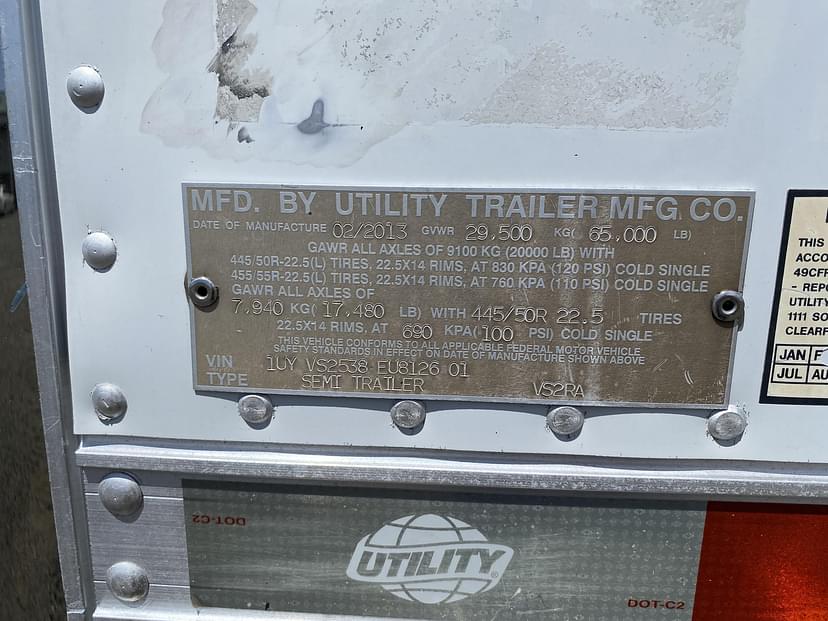 MFD. BY UTILITY TRAILER MFG CO.
DATE OF MANUFACTURE 02/2013 GVWR 29,500 KG( 65,000 LB)
GAWR ALL AXLES OF 9100 KG (20000 LB) WITH
445/50R-22.5(L) TIRES, 22.5X14 RIMS, AT 830 KPA (120 PSI) COLD SINGLE
455/55R-22.5(L) TIRES, 22.5X14 RIMS, AT 760 KPA (110 PSI) COLD SINGLE
GAWR ALL AXLES OF
7,940 KG( 17,480 LB) WITH 445/50R 22.5 TIRES
22.5X14 RIMS, AT 690 KPA( 100 PSI) COLD SINGLE
THIS VEHICLE CONFORMS TO ALL APPLICABLE FEDERAL MOTOR VEHICLE
SAFETY STANDARDS IN EFFECT ON DATE OF MANUFACTURE SHOWN ABOVE
VIN 1UY VS2538 EU8126 01
TYPE SEMI TRAILER VS2RA
THIS
ACCO
49CFR
- REPO
UTILITY
1111 SO
CLEARF
JAN F
JUL AU
DOT-C2
UTILITY®
DOT-C2